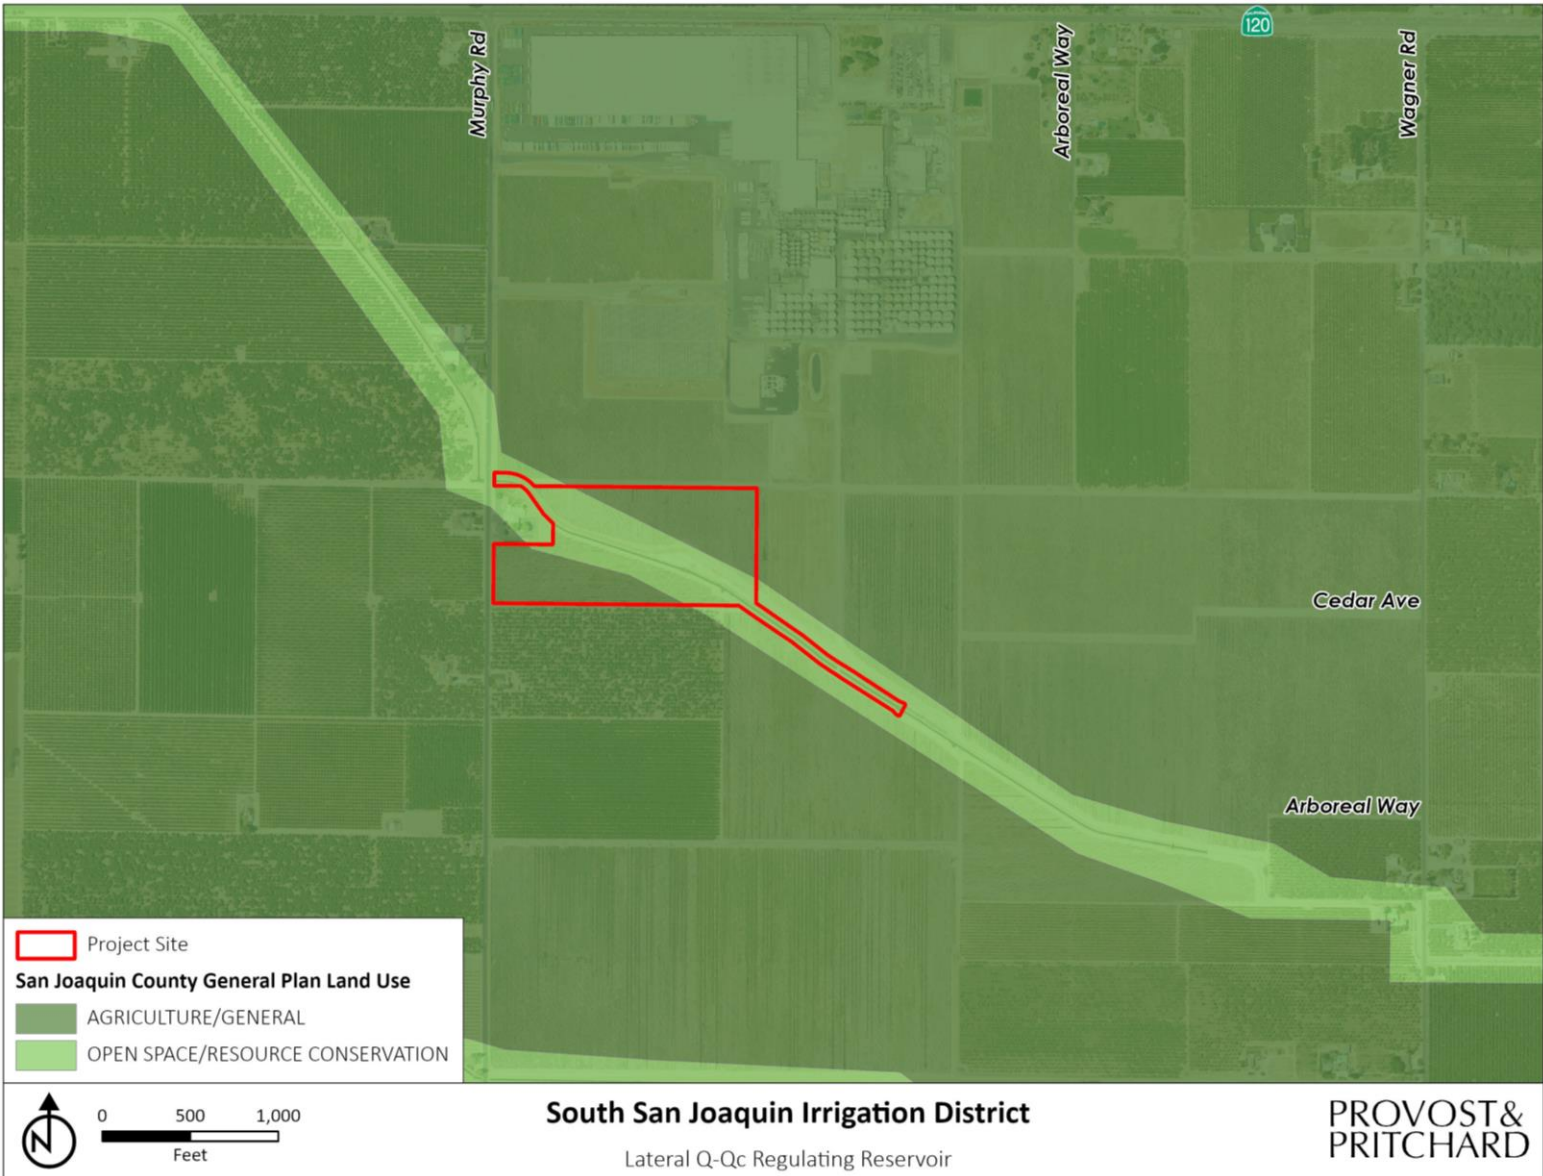 120
Murphy Rd
Arboreal Way
Wagner Rd
Cedar Ave
Arboreal Way
Project Site
San Joaquin County General Plan Land Use
AGRICULTURE/GENERAL
OPEN SPACE/RESOURCE CONSERVATION
N
0 500 1,000
Feet
South San Joaquin Irrigation District
Lateral Q-Qc Regulating Reservoir
PROVOST&
PRITCHARD